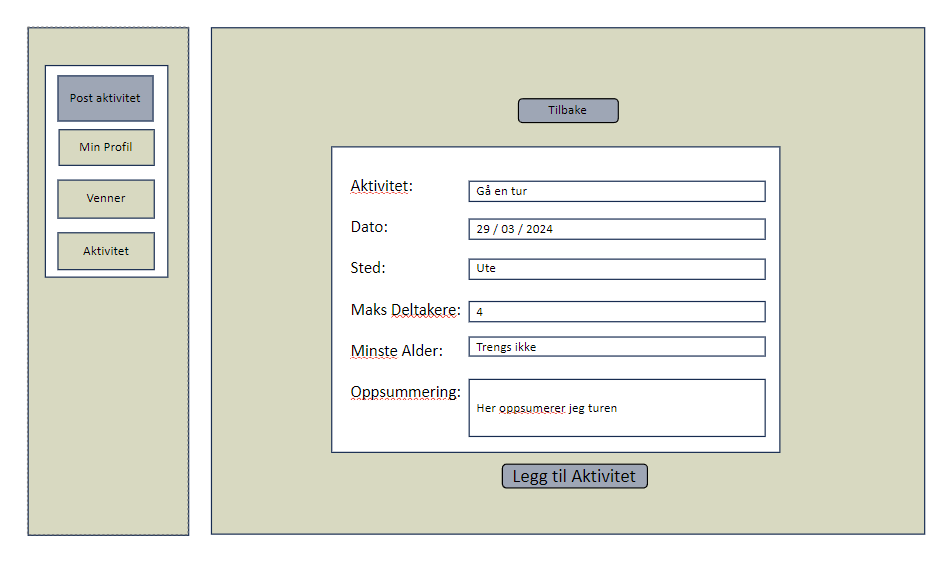 Post aktivitet
Min Profil
Venner
Aktivitet
Tilbake
Aktivitet:
Gå en tur
Dato:
29 / 03 / 2024
Sted:
Ute
Maks Deltakere:
4
Minste Alder:
Trengs ikke
Oppsummering:
Her oppsumerer jeg turen
Legg til Aktivitet